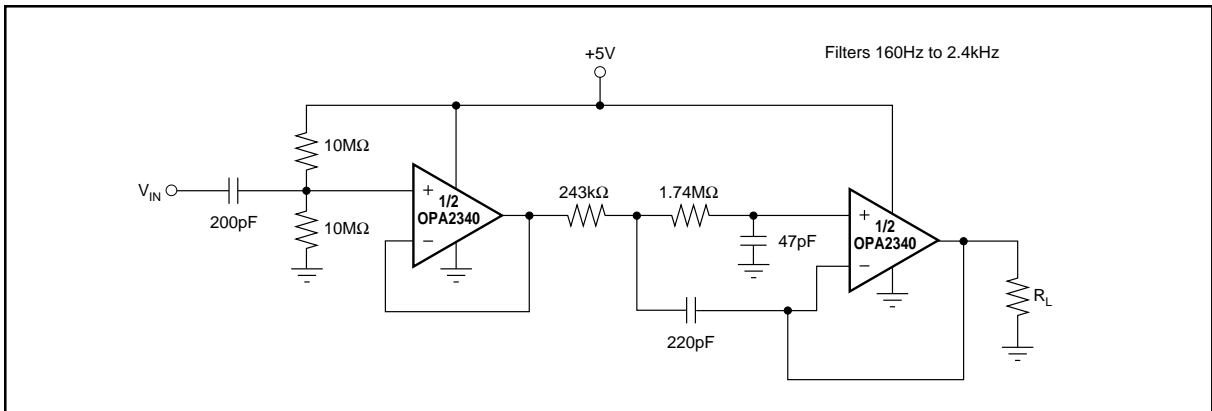 Filters 160Hz to 2.4kHz
+5V
10MΩ
V_IN
200pF
10MΩ
+
1/2
OPA2340
−
243kΩ
1.74MΩ
47pF
220pF
+
1/2
OPA2340
−
R_L